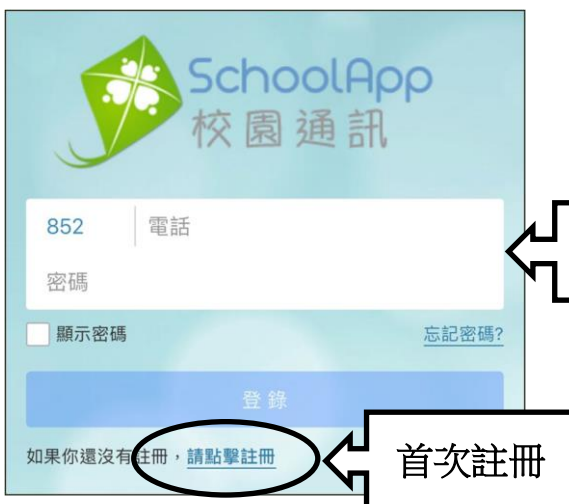 SchoolApp
校園通訊
852 電話
密碼
顯示密碼 忘記密碼?
登錄
如果你還沒有註冊，請點擊註冊
首次註冊